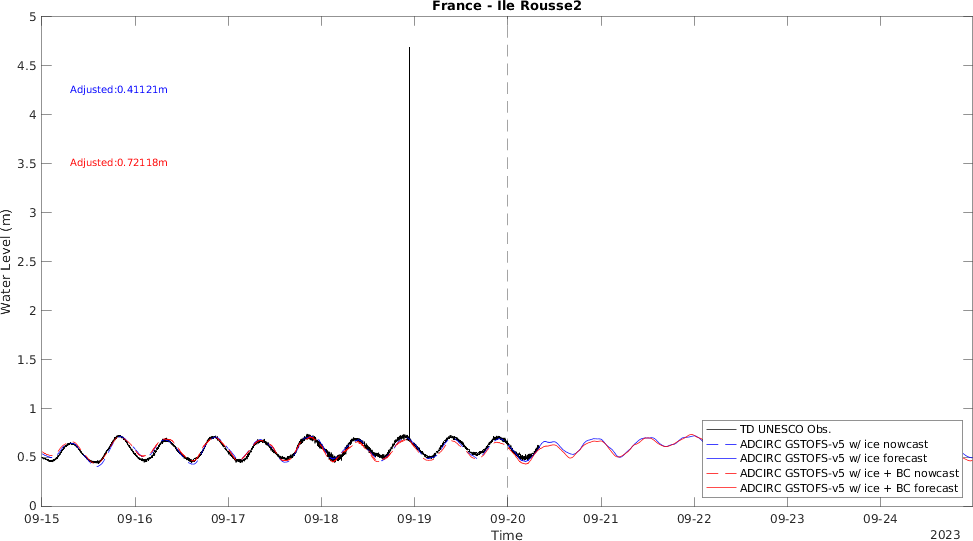 France - Ile Rousse2
Water Level (m)
5
4.5
4
3.5
3
2.5
2
1.5
1
0.5
0
Adjusted:0.41121m
Adjusted:0.72118m
TD UNESCO Obs.
ADCIRC GSTOFS-v5 w/ ice nowcast
ADCIRC GSTOFS-v5 w/ ice forecast
ADCIRC GSTOFS-v5 w/ ice + BC nowcast
ADCIRC GSTOFS-v5 w/ ice + BC forecast
09-15 09-16 09-17 09-18 09-19 09-20 09-21 09-22 09-23 09-24
Time
2023